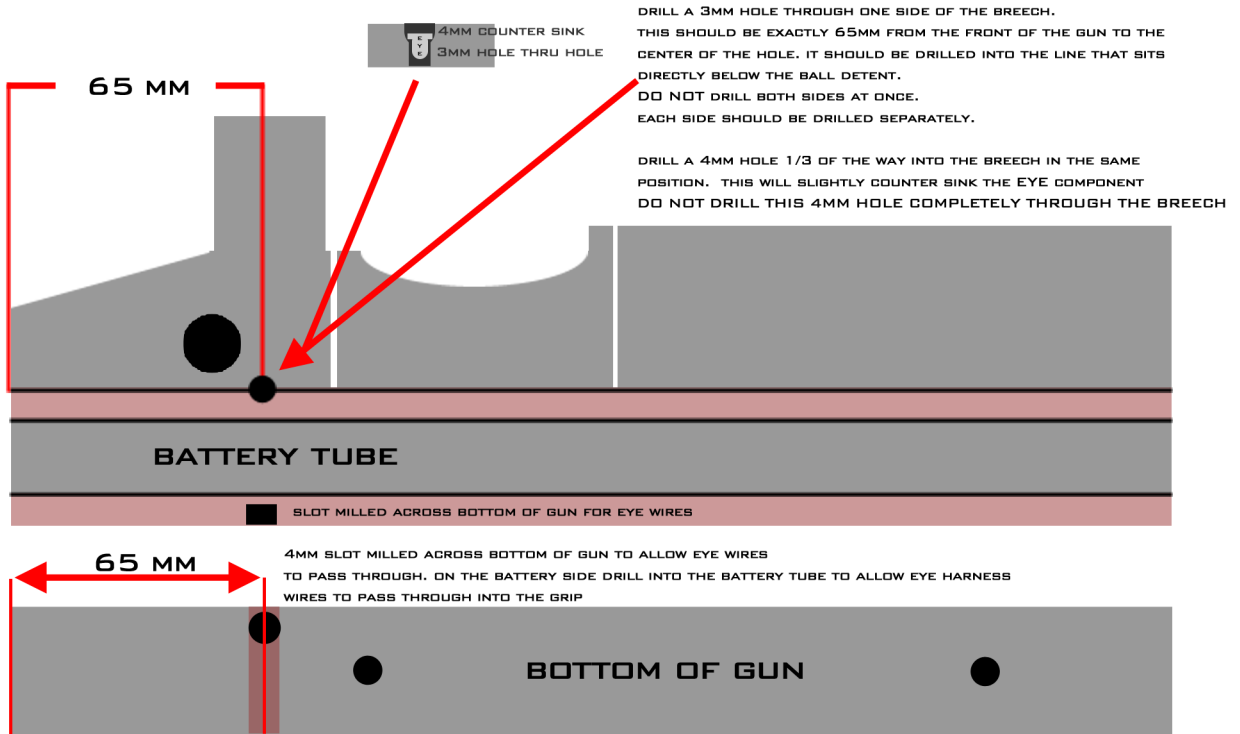 DRILL A 3MM HOLE THROUGH ONE SIDE OF THE BREECH.
THIS SHOULD BE EXACTLY 65MM FROM THE FRONT OF THE GUN TO THE
CENTER OF THE HOLE. IT SHOULD BE DRILLED INTO THE LINE THAT SITS
DIRECTLY BELOW THE BALL DETENT.
DO NOT DRILL BOTH SIDES AT ONCE.
EACH SIDE SHOULD BE DRILLED SEPARATELY.
DRILL A 4MM HOLE 1/3 OF THE WAY INTO THE BREECH IN THE SAME
POSITION. THIS WILL SLIGHTLY COUNTER SINK THE EYE COMPONENT
DO NOT DRILL THIS 4MM HOLE COMPLETELY THROUGH THE BREECH
EYE
4MM COUNTER SINK
3MM HOLE THRU HOLE
65 MM
BATTERY TUBE
SLOT MILLED ACROSS BOTTOM OF GUN FOR EYE WIRES
65 MM
4MM SLOT MILLED ACROSS BOTTOM OF GUN TO ALLOW EYE WIRES
TO PASS THROUGH. ON THE BATTERY SIDE DRILL INTO THE BATTERY TUBE TO ALLOW EYE HARNESS
WIRES TO PASS THROUGH INTO THE GRIP
BOTTOM OF GUN